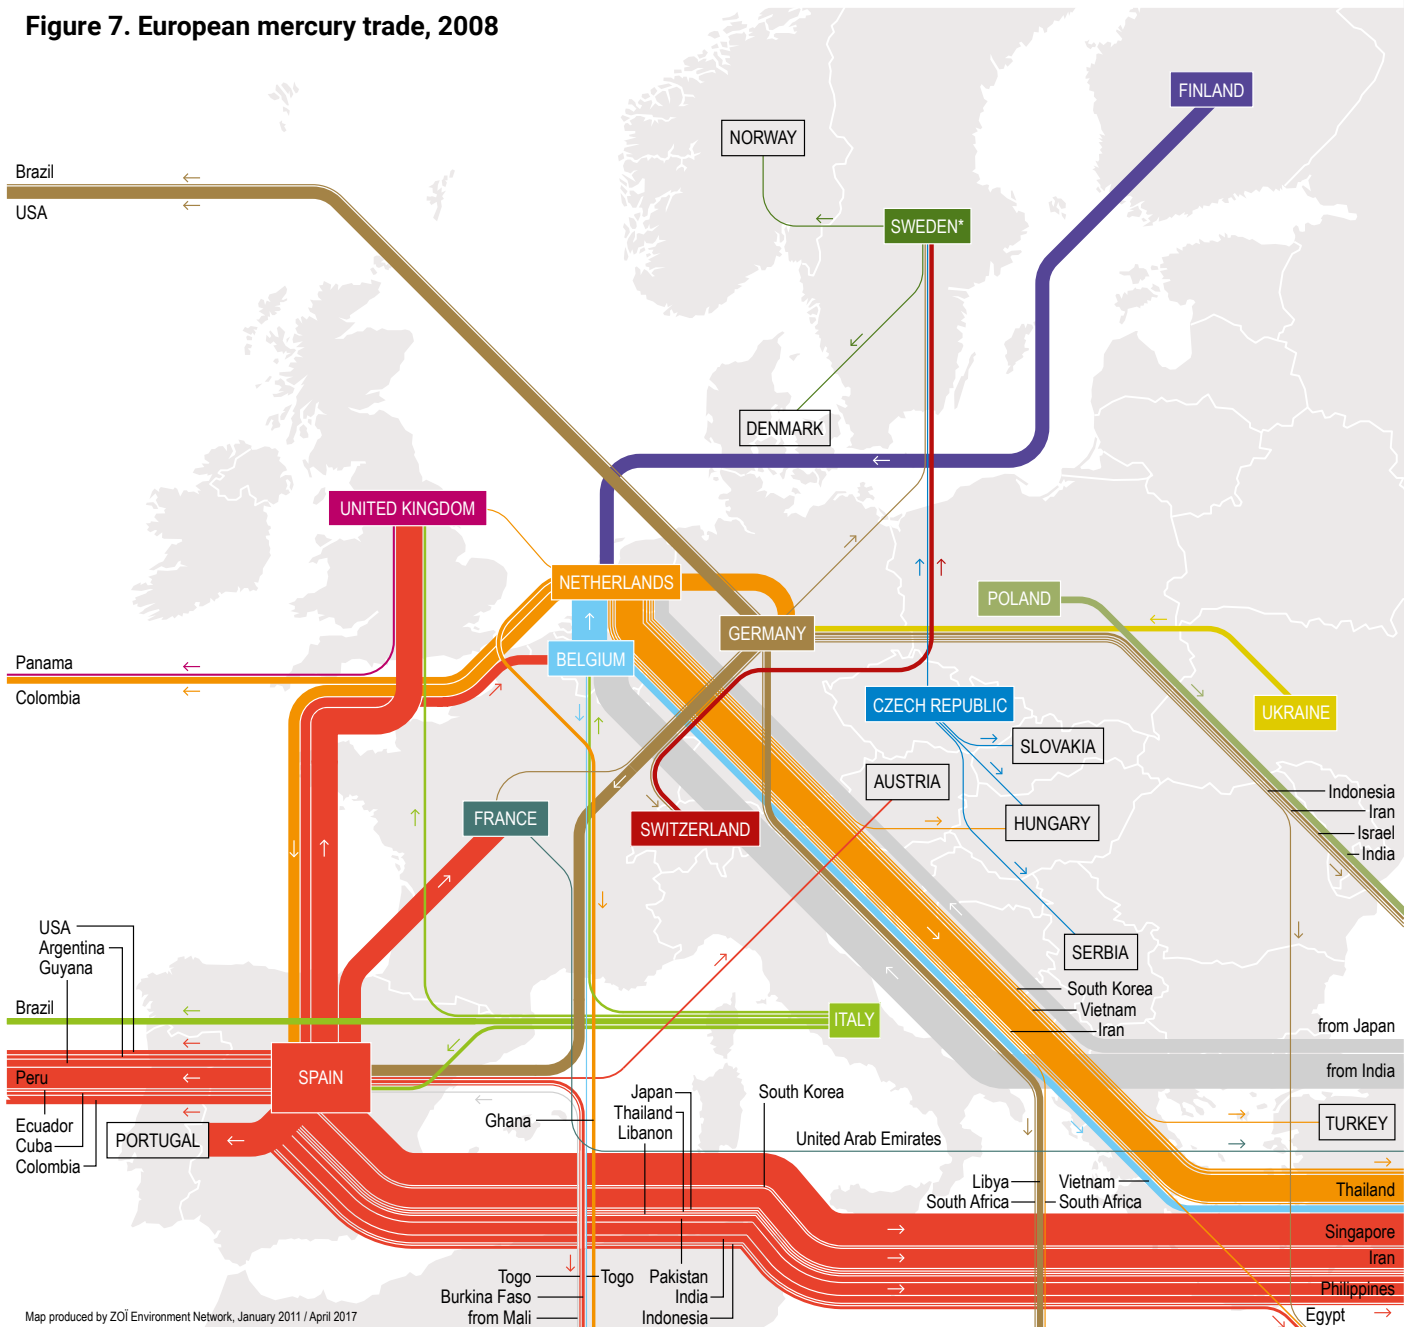 Figure 7. European mercury trade, 2008
FINLAND
NORWAY
Brazil
USA
SWEDEN*
DENMARK
UNITED KINGDOM
NETHERLANDS
POLAND
GERMANY
BELGIUM
Panama
Colombia
CZECH REPUBLIC
UKRAINE
SLOVAKIA
AUSTRIA
Indonesia
Iran
Israel
India
FRANCE
SWITZERLAND
HUNGARY
USA
Argentina
Guyana
SERBIA
South Korea
Vietnam
Iran
Brazil
ITALY
from Japan
from India
Peru
SPAIN
Ecuador
Cuba
Colombia
PORTUGAL
Ghana
Japan
Thailand
Libanon
South Korea
United Arab Emirates
TURKEY
Libya
South Africa
Vietnam
South Africa
Thailand
Singapore
Iran
Philippines
Egypt
Togo
Burkina Faso
from Mali
Togo
Pakistan
India
Indonesia
Map produced by ZOÏ Environment Network, January 2011 / April 2017